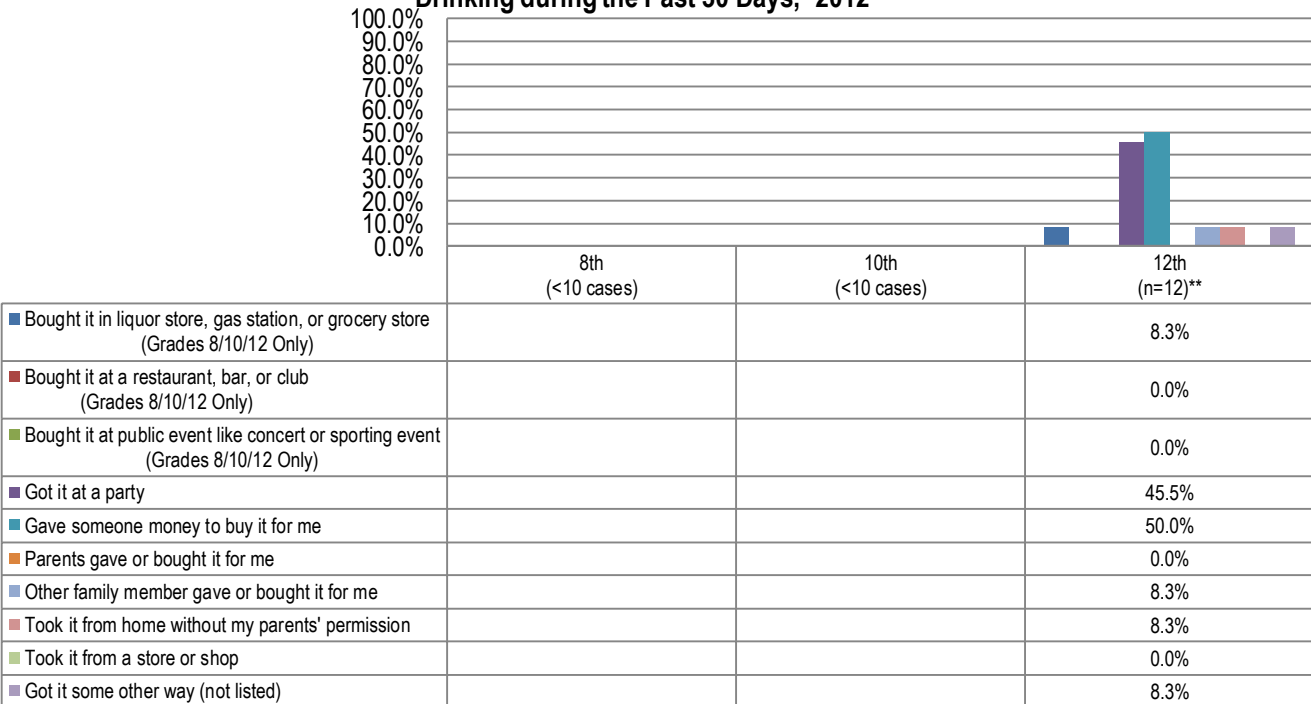 Drinking during the Past 30 Days, 2012
100.0%
90.0%
80.0%
70.0%
60.0%
50.0%
40.0%
30.0%
20.0%
10.0%
0.0%
8th
(<10 cases)
10th
(<10 cases)
12th
(n=12)**
Bought it in liquor store, gas station, or grocery store
(Grades 8/10/12 Only)
8.3%
Bought it at a restaurant, bar, or club
(Grades 8/10/12 Only)
0.0%
Bought it at public event like concert or sporting event
(Grades 8/10/12 Only)
0.0%
Got it at a party 45.5%
Gave someone money to buy it for me 50.0%
Parents gave or bought it for me 0.0%
Other family member gave or bought it for me 8.3%
Took it from home without my parents' permission 8.3%
Took it from a store or shop 0.0%
Got it some other way (not listed) 8.3%